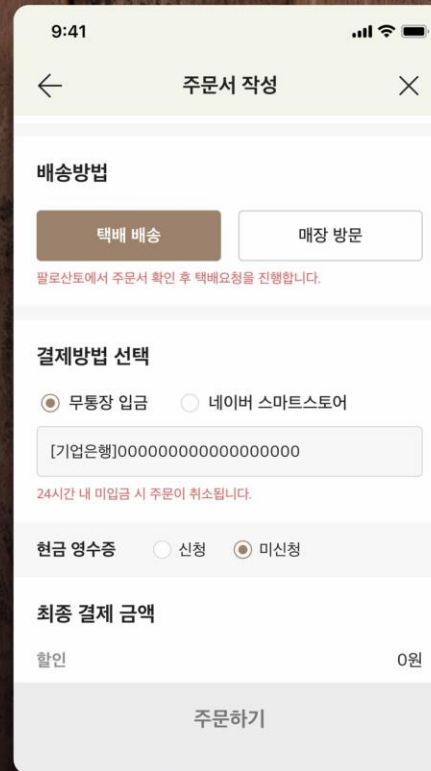 9:41
주문서 작성
배송방법
택배 배송
매장 방문
팔로산토에서 주문서 확인 후 택배요청을 진행합니다.
결제방법 선택
무통장 입금
네이버 스마트스토어
[기업은행]000000000000000000
24시간 내 미입금 시 주문이 취소됩니다.
현금 영수증 신청 미신청
최종 결제 금액
할인 0원
주문하기